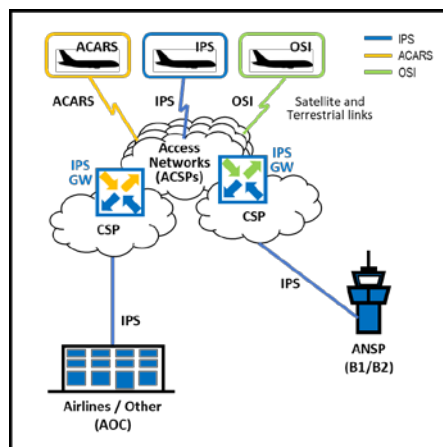 ACARS
IPS
OSI
IPS
ACARS
OSI
ACARS
IPS
OSI
Satellite and
Terrestrial links
Access
Networks
(ACSPs)
IPS
GW
IPS
GW
CSP
CSP
IPS
IPS
ANSP
(B1/B2)
Airlines / Other
(AOC)